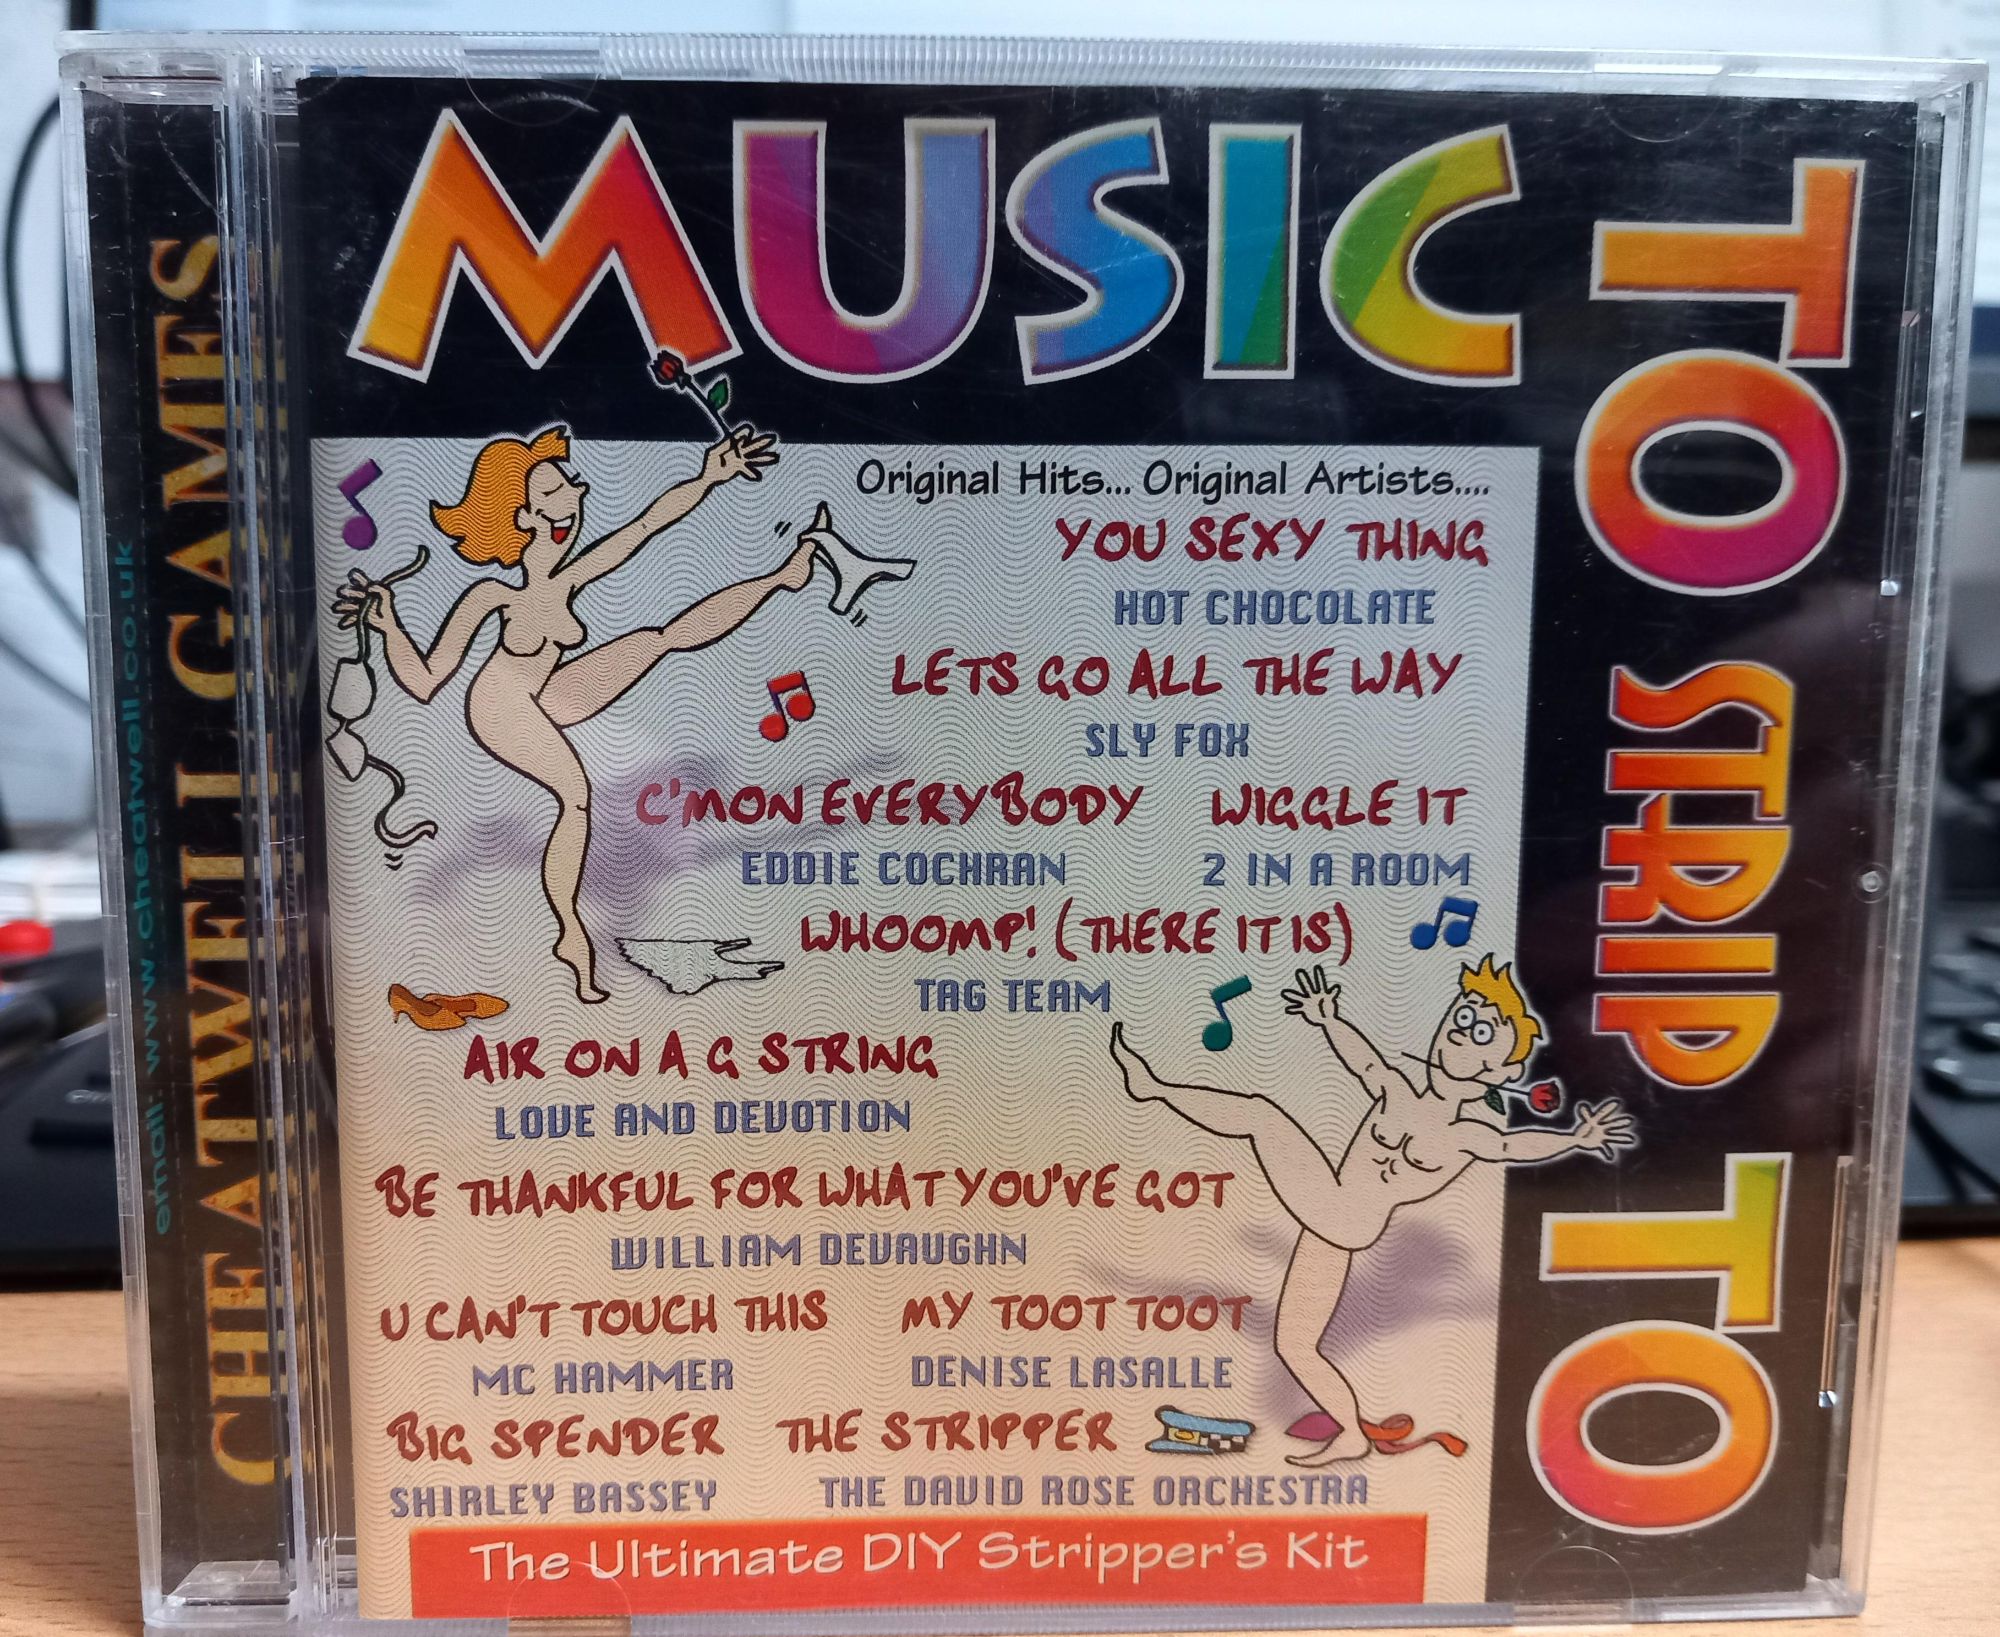 MUSIC
TO STRIP TO
Original Hits... Original Artists....
YOU SEXY THING
HOT CHOCOLATE
LETS GO ALL THE WAY
SLY FOX
C'MON EVERYBODY WIGGLE IT
EDDIE COCHRAN 2 IN A ROOM
WHOOMP! (THERE IT IS)
TAG TEAM
AIR ON A G STRING
LOVE AND DEVOTION
BE THANKFUL FOR WHAT YOU'VE GOT
WILLIAM DEVAUGHN
U CAN'T TOUCH THIS MY TOOT TOOT
MC HAMMER DENISE LASALLE
BIG SPENDER THE STRIPPER
SHIRLEY BASSEY THE DAVID ROSE ORCHESTRA
The Ultimate DIY Stripper's Kit
CHEATWELL GAMES
email: www.cheatwell.co.uk